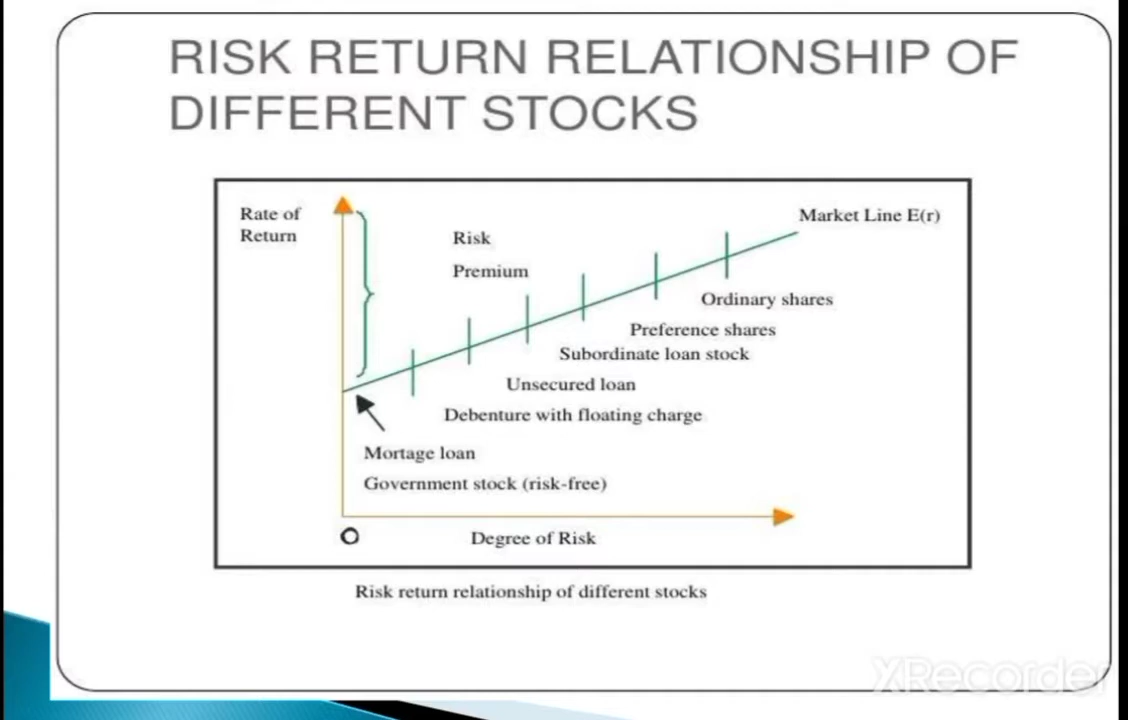 RISK RETURN RELATIONSHIP OF
DIFFERENT STOCKS
Rate of
Return
Risk
Premium
Market Line E(r)
Ordinary shares
Preference shares
Subordinate loan stock
Unsecured loan
Debenture with floating charge
Mortage loan
Government stock (risk-free)
O
Degree of Risk
Risk return relationship of different stocks
XRecorder